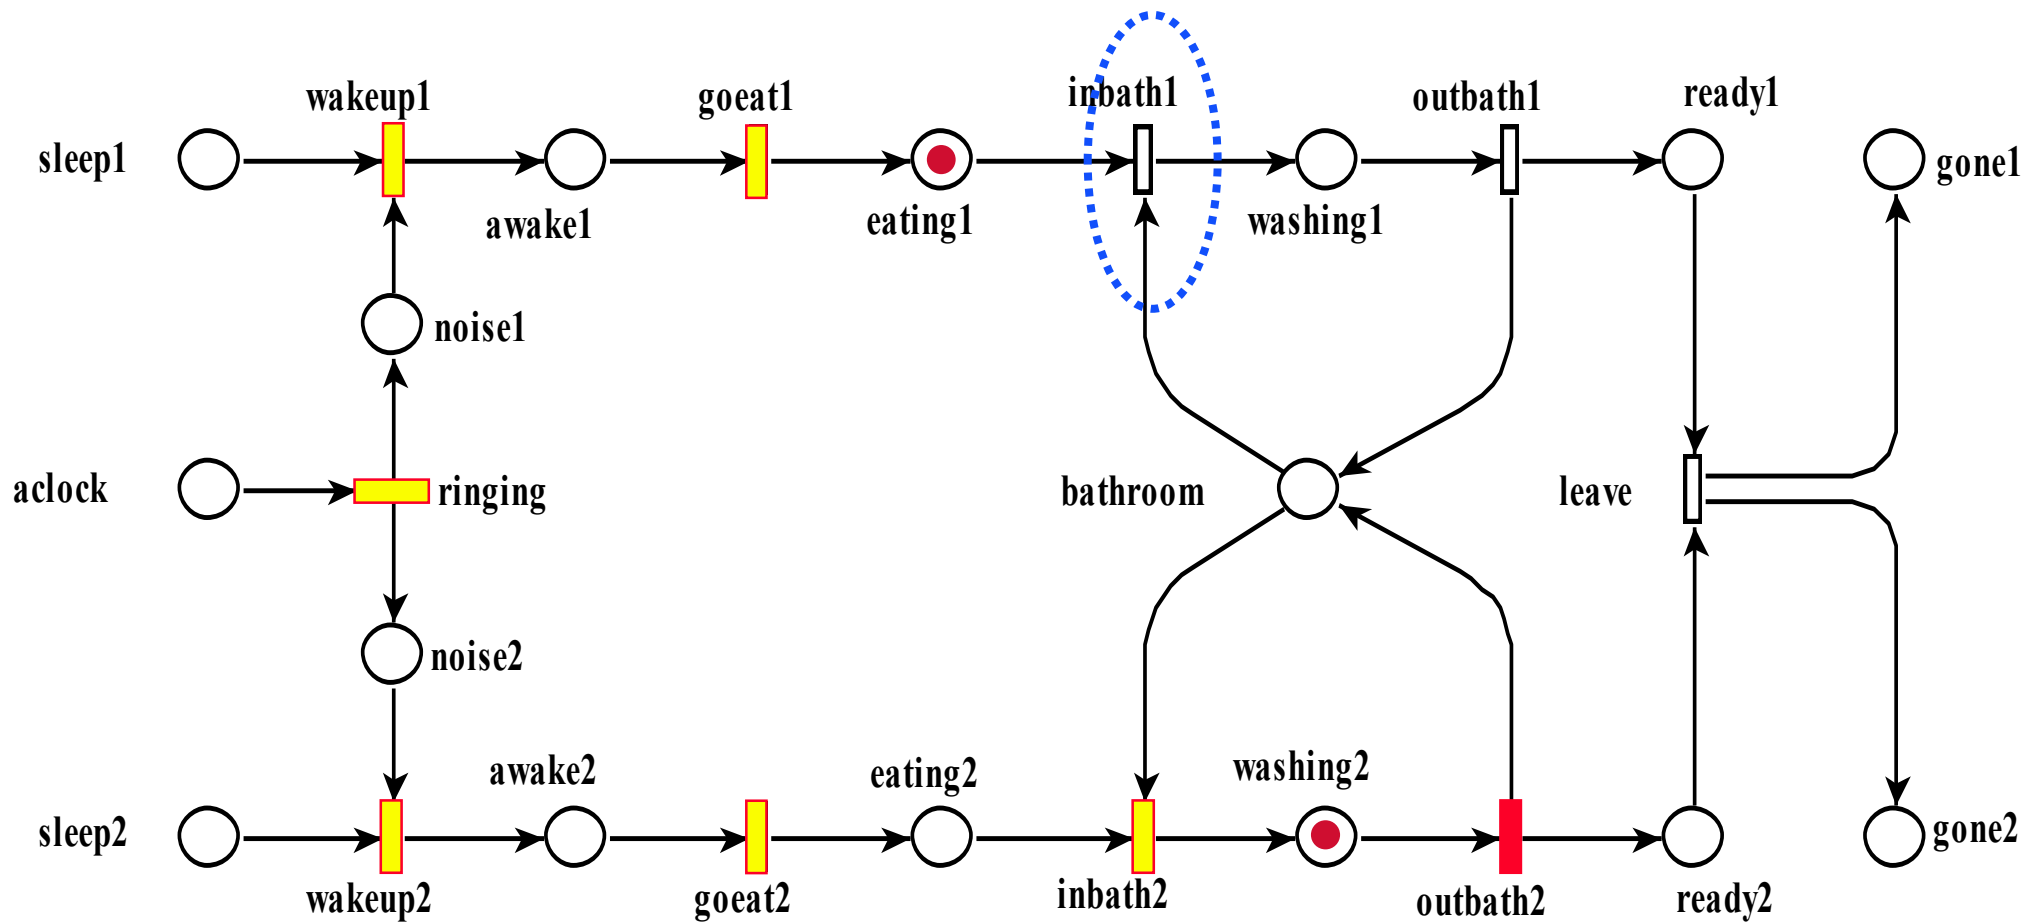 wakeup1
goeat1
inbath1
outbath1
ready1
sleep1
gone1
awake1
eating1
washing1
noise1
aclock
ringing
bathroom
leave
noise2
awake2
eating2
washing2
sleep2
gone2
wakeup2
goeat2
inbath2
outbath2
ready2